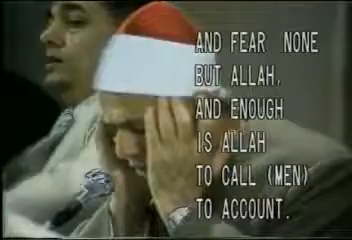 AND FEAR NONE
BUT ALLAH.
AND ENOUGH
IS ALLAH
TO CALL (MEN)
TO ACCOUNT.